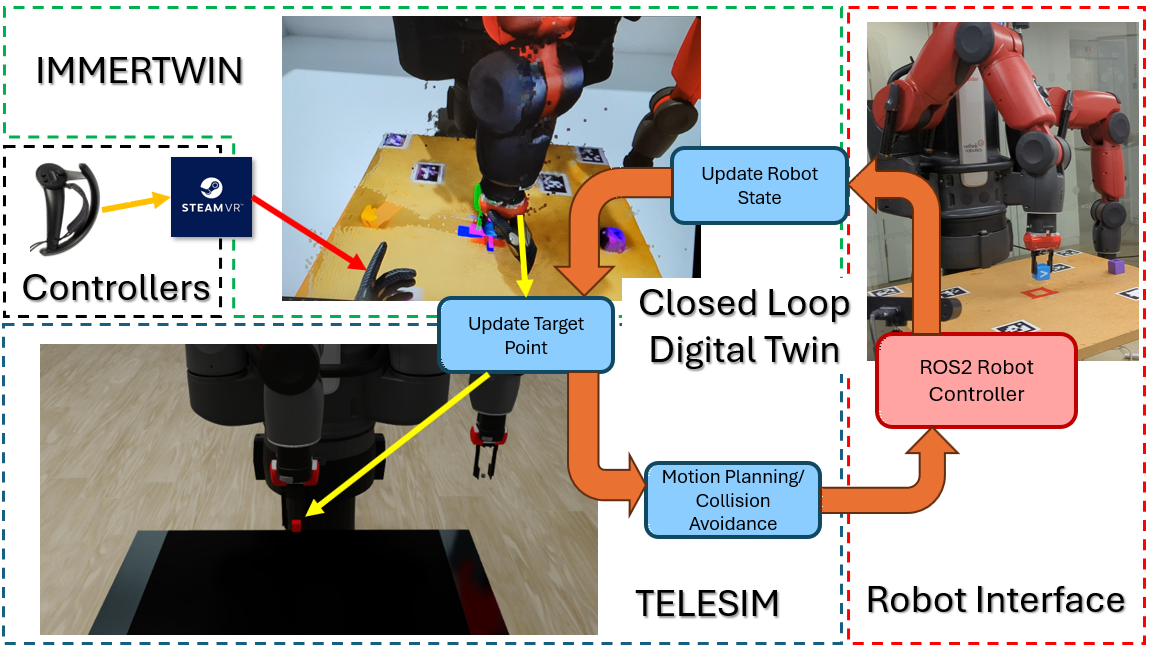 IMMERTWIN
STEAMVR
Controllers
Update Robot
State
Update Target
Point
Closed Loop
Digital Twin
ROS2 Robot
Controller
Motion Planning/
Collision
Avoidance
TELESIM
Robot Interface